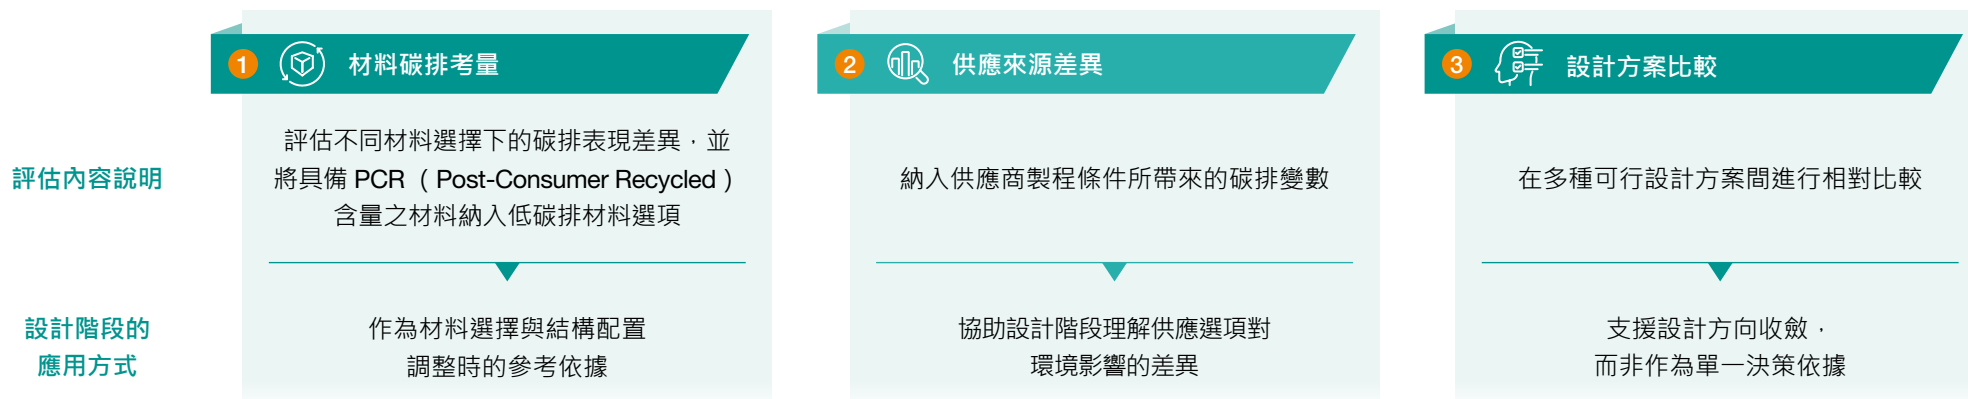 1 材料碳排考量
2 供應來源差異
3 設計方案比較
評估內容說明
評估不同材料選擇下的碳排表現差異，並
將具備 PCR （Post-Consumer Recycled）
含量之材料納入低碳排材料選項
納入供應商製程條件所帶來的碳排變數
在多種可行設計方案間進行相對比較
設計階段的
應用方式
作為材料選擇與結構配置
調整時的參考依據
協助設計階段理解供應選項對
環境影響的差異
支援設計方向收斂，
而非作為單一決策依據